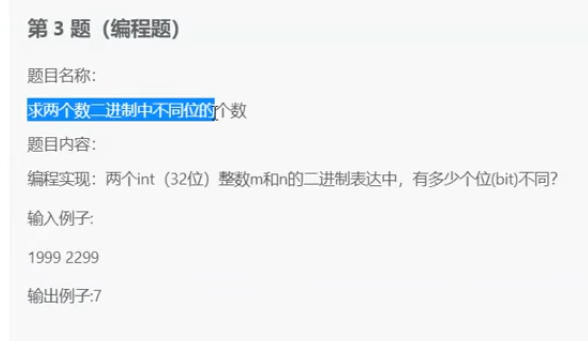 第 3 题（编程题）
题目名称：
求两个数二进制中不同位的个数
题目内容：
编程实现：两个int（32位）整数m和n的二进制表达中，有多少个位(bit)不同？
输入例子:
1999 2299
输出例子:7